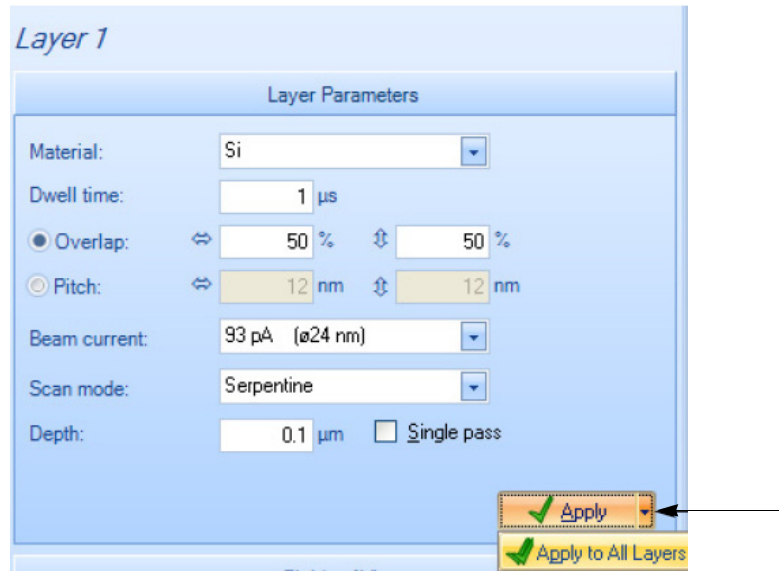 Layer 1
Layer Parameters
Material: Si
Dwell time: 1 µs
Overlap: 50 % 50 %
Pitch: 12 nm 12 nm
Beam current: 93 pA (ø24 nm)
Scan mode: Serpentine
Depth: 0.1 µm Single pass
Apply
Apply to All Layers